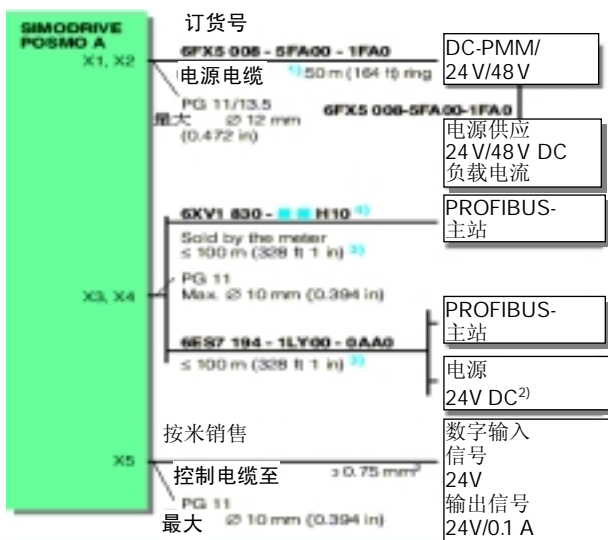 SIMODRIVE
POSMO A
订货号
X1, X2
6FX5 008 - 5FA00 - 1FA0
电源电缆
50 m (164 ft) ring
DC-PMM/
24 V/48 V
PG 11/13.5
最大 Ø 12 mm
(0.472 in)
6FX5 008-5FA00-1FA0
电源供应
24 V/48 V DC
负载电流
6XV1 830 - ■ ■ H10 4)
Sold by the meter
≤ 100 m (328 ft 1 in) 3)
PROFIBUS-
主站
X3, X4
PG 11
Max. Ø 10 mm (0.394 in)
6ES7 194 - 1LY00 - 0AA0
≤ 100 m (328 ft 1 in) 3)
PROFIBUS-
主站
电源
24V DC2)
按米销售
X5
控制电缆至
0.75 mm²
PG 11
最大 Ø 10 mm (0.394 in)
数字输入
信号
24V
输出信号
24V/0.1 A